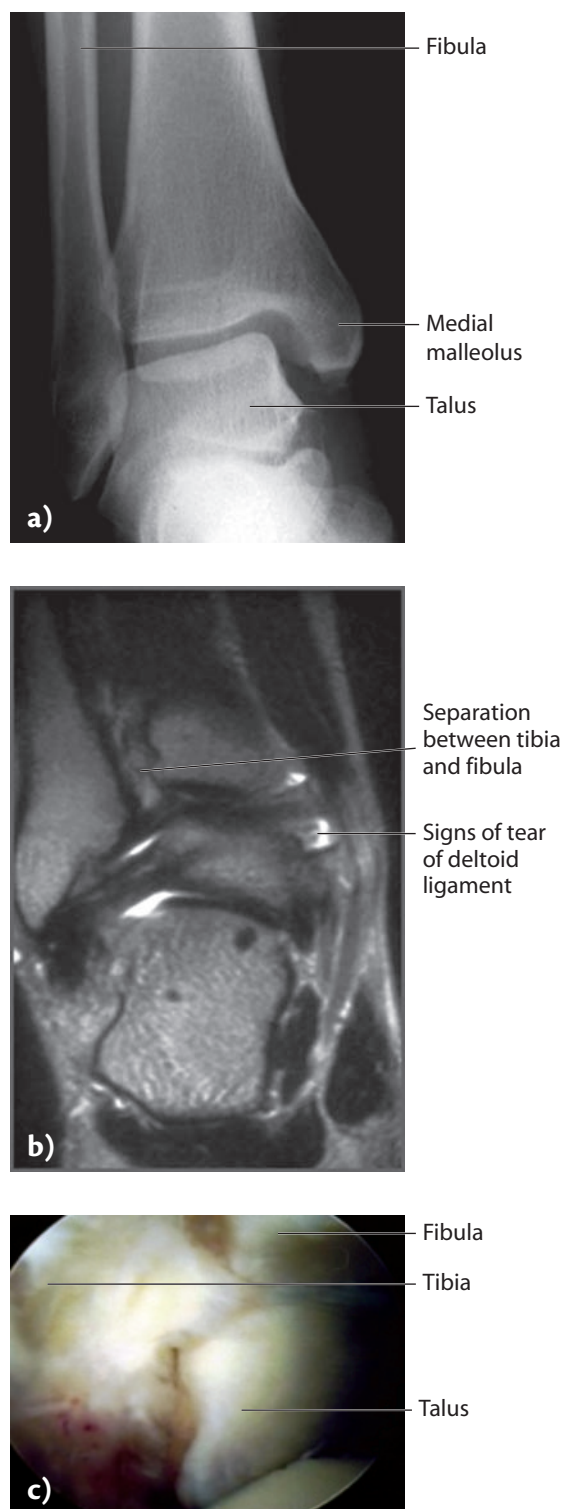 Fibula
Medial
malleolus
Talus
a)
Separation
between tibia
and fibula
Signs of tear
of deltoid
ligament
b)
Fibula
Tibia
Talus
c)